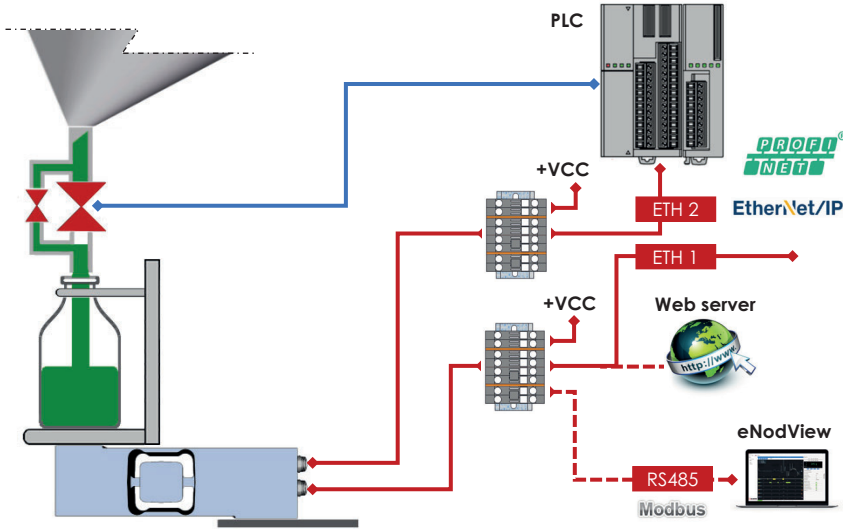 PLC
PROFI
NET®
+VCC
ETH 2
EtherNet/IP
ETH 1
+VCC
Web server
http://www.
eNodView
RS485
Modbus